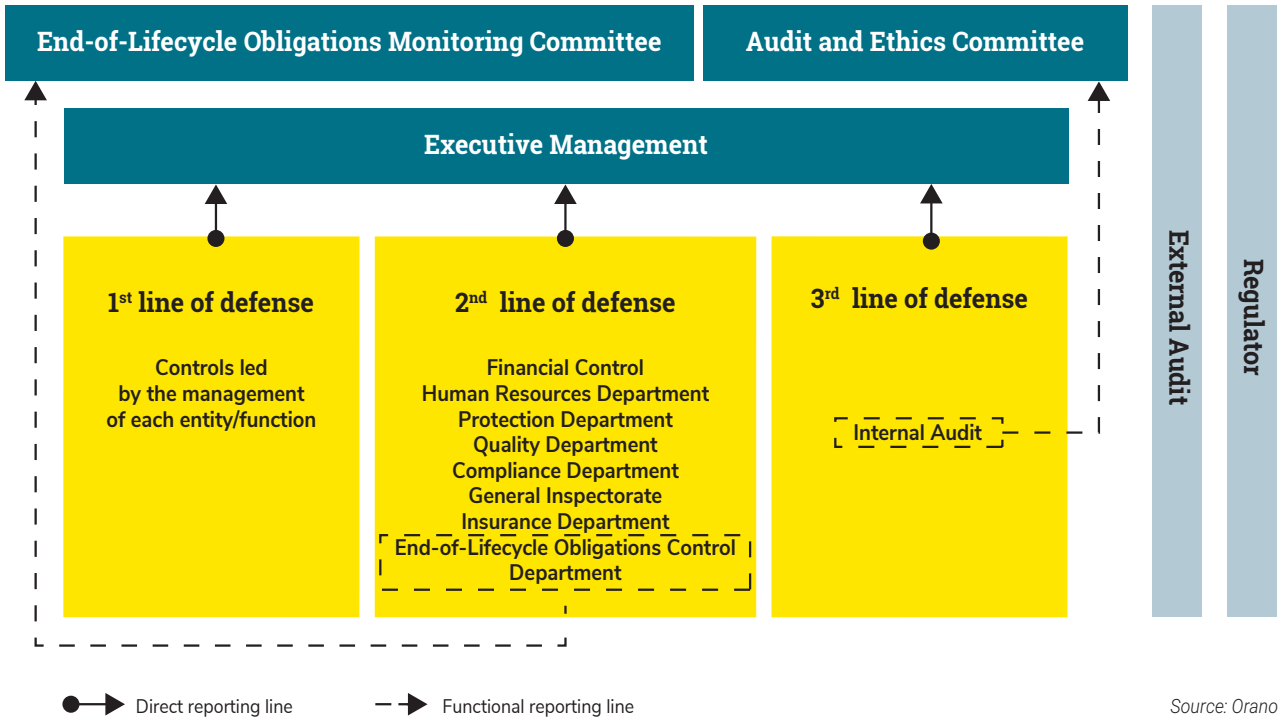 End-of-Lifecycle Obligations Monitoring Committee
Audit and Ethics Committee
Executive Management
1st line of defense
Controls led
by the management
of each entity/function
2nd line of defense
Financial Control
Human Resources Department
Protection Department
Quality Department
Compliance Department
General Inspectorate
Insurance Department
End-of-Lifecycle Obligations Control
Department
3rd line of defense
Internal Audit
External Audit
Regulator
Direct reporting line
Functional reporting line
Source: Orano